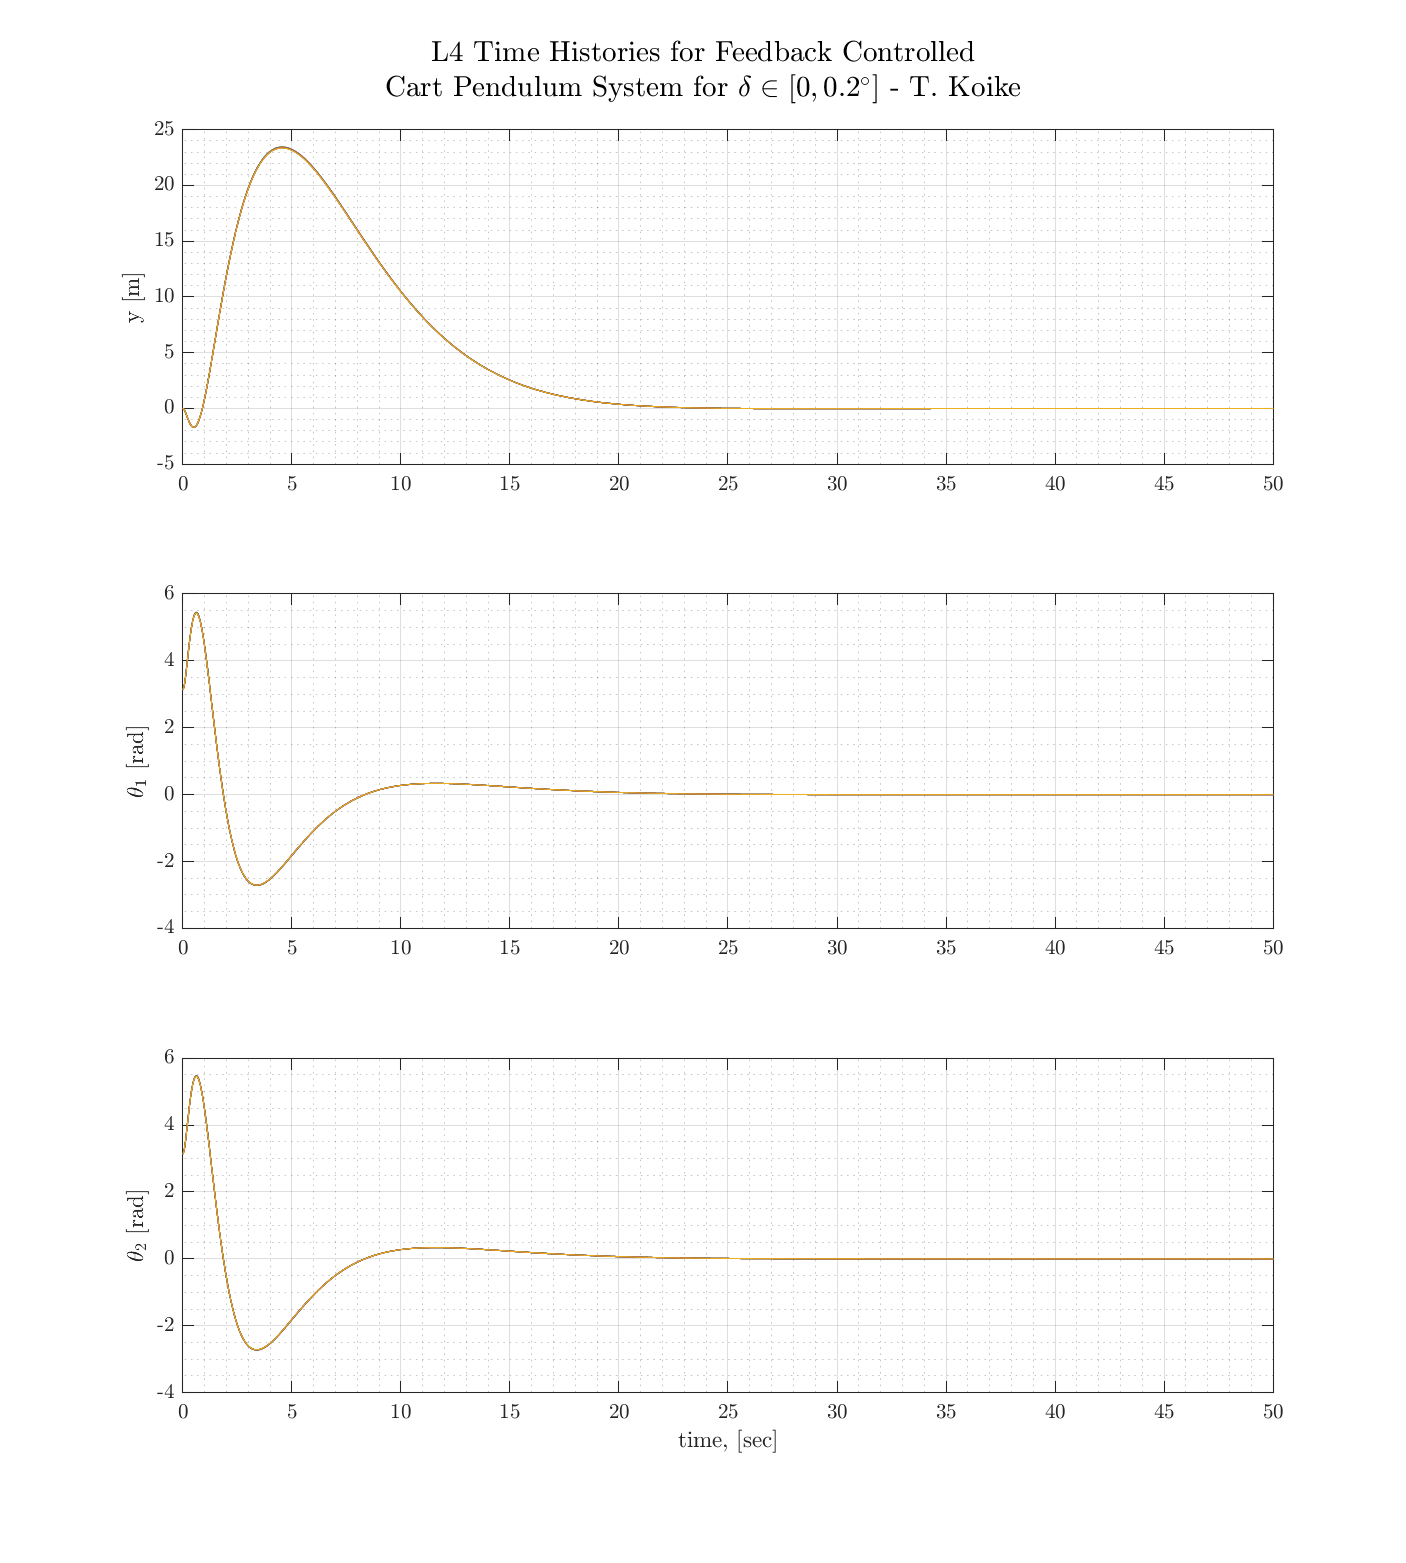 L4 Time Histories for Feedback Controlled
Cart Pendulum System for δ ∈ [0, 0.2°] - T. Koike
25
20
15
10
5
0
-5
y [m]
0 5 10 15 20 25 30 35 40 45 50
6
4
2
0
-2
-4
θ₁ [rad]
0 5 10 15 20 25 30 35 40 45 50
6
4
2
0
-2
-4
θ₂ [rad]
0 5 10 15 20 25 30 35 40 45 50
time, [sec]